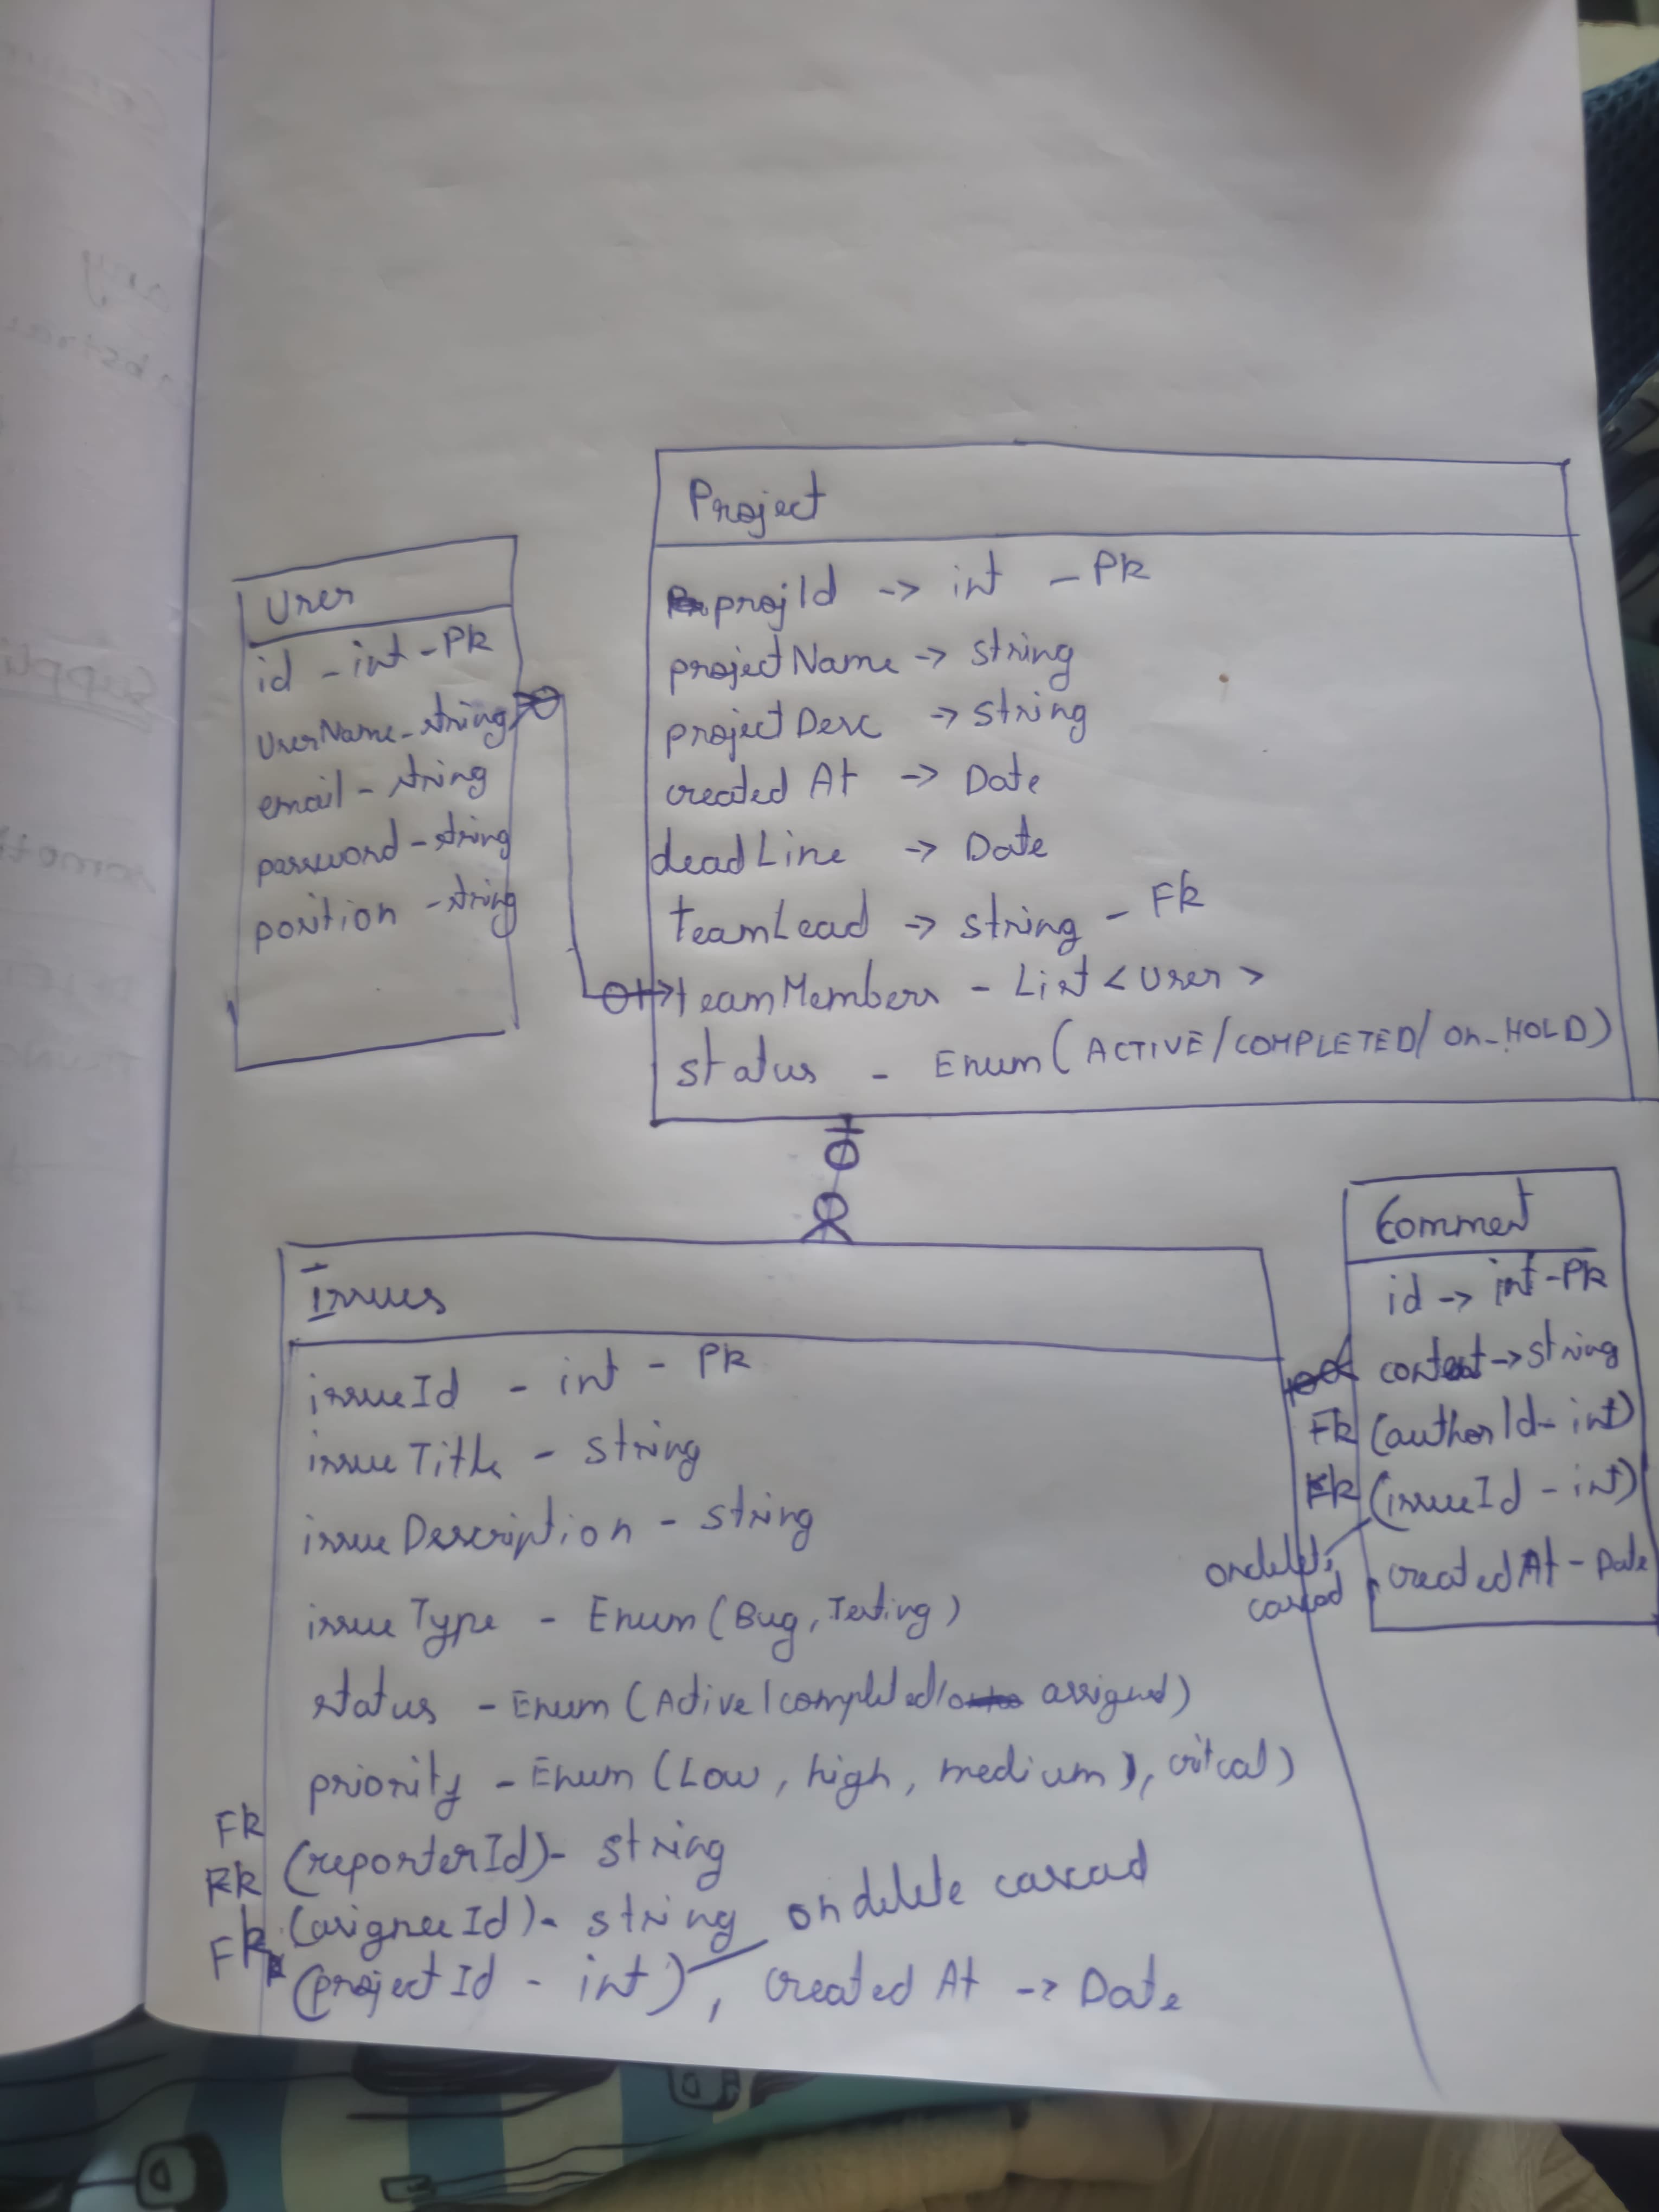 User
id - int - PK
UserName - string
email - string
password - string
position - string
Project
projId -> int - PK
projectName -> string
projectDesc -> string
created At -> Date
deadLine -> Date
teamLead -> string - FK
teamMembers - List < User >
status - Enum ( ACTIVE / COMPLETED / On_HOLD )
Comment
id -> int - PK
content -> string
FK (authorId - int)
FK (issueId - int)
ondelete cascad
createdAt - Date
Issues
issueId - int - PK
issueTitle - string
issueDescription - string
issueType - Enum ( Bug, Testing )
status - Enum ( Active / completed / assigned )
priority - Enum ( Low , high , medium ), critcal )
FK (reporterId) - string
FK (asigneeId) - string
FK (projectId - int) , created At -> Date
ondelete cascad